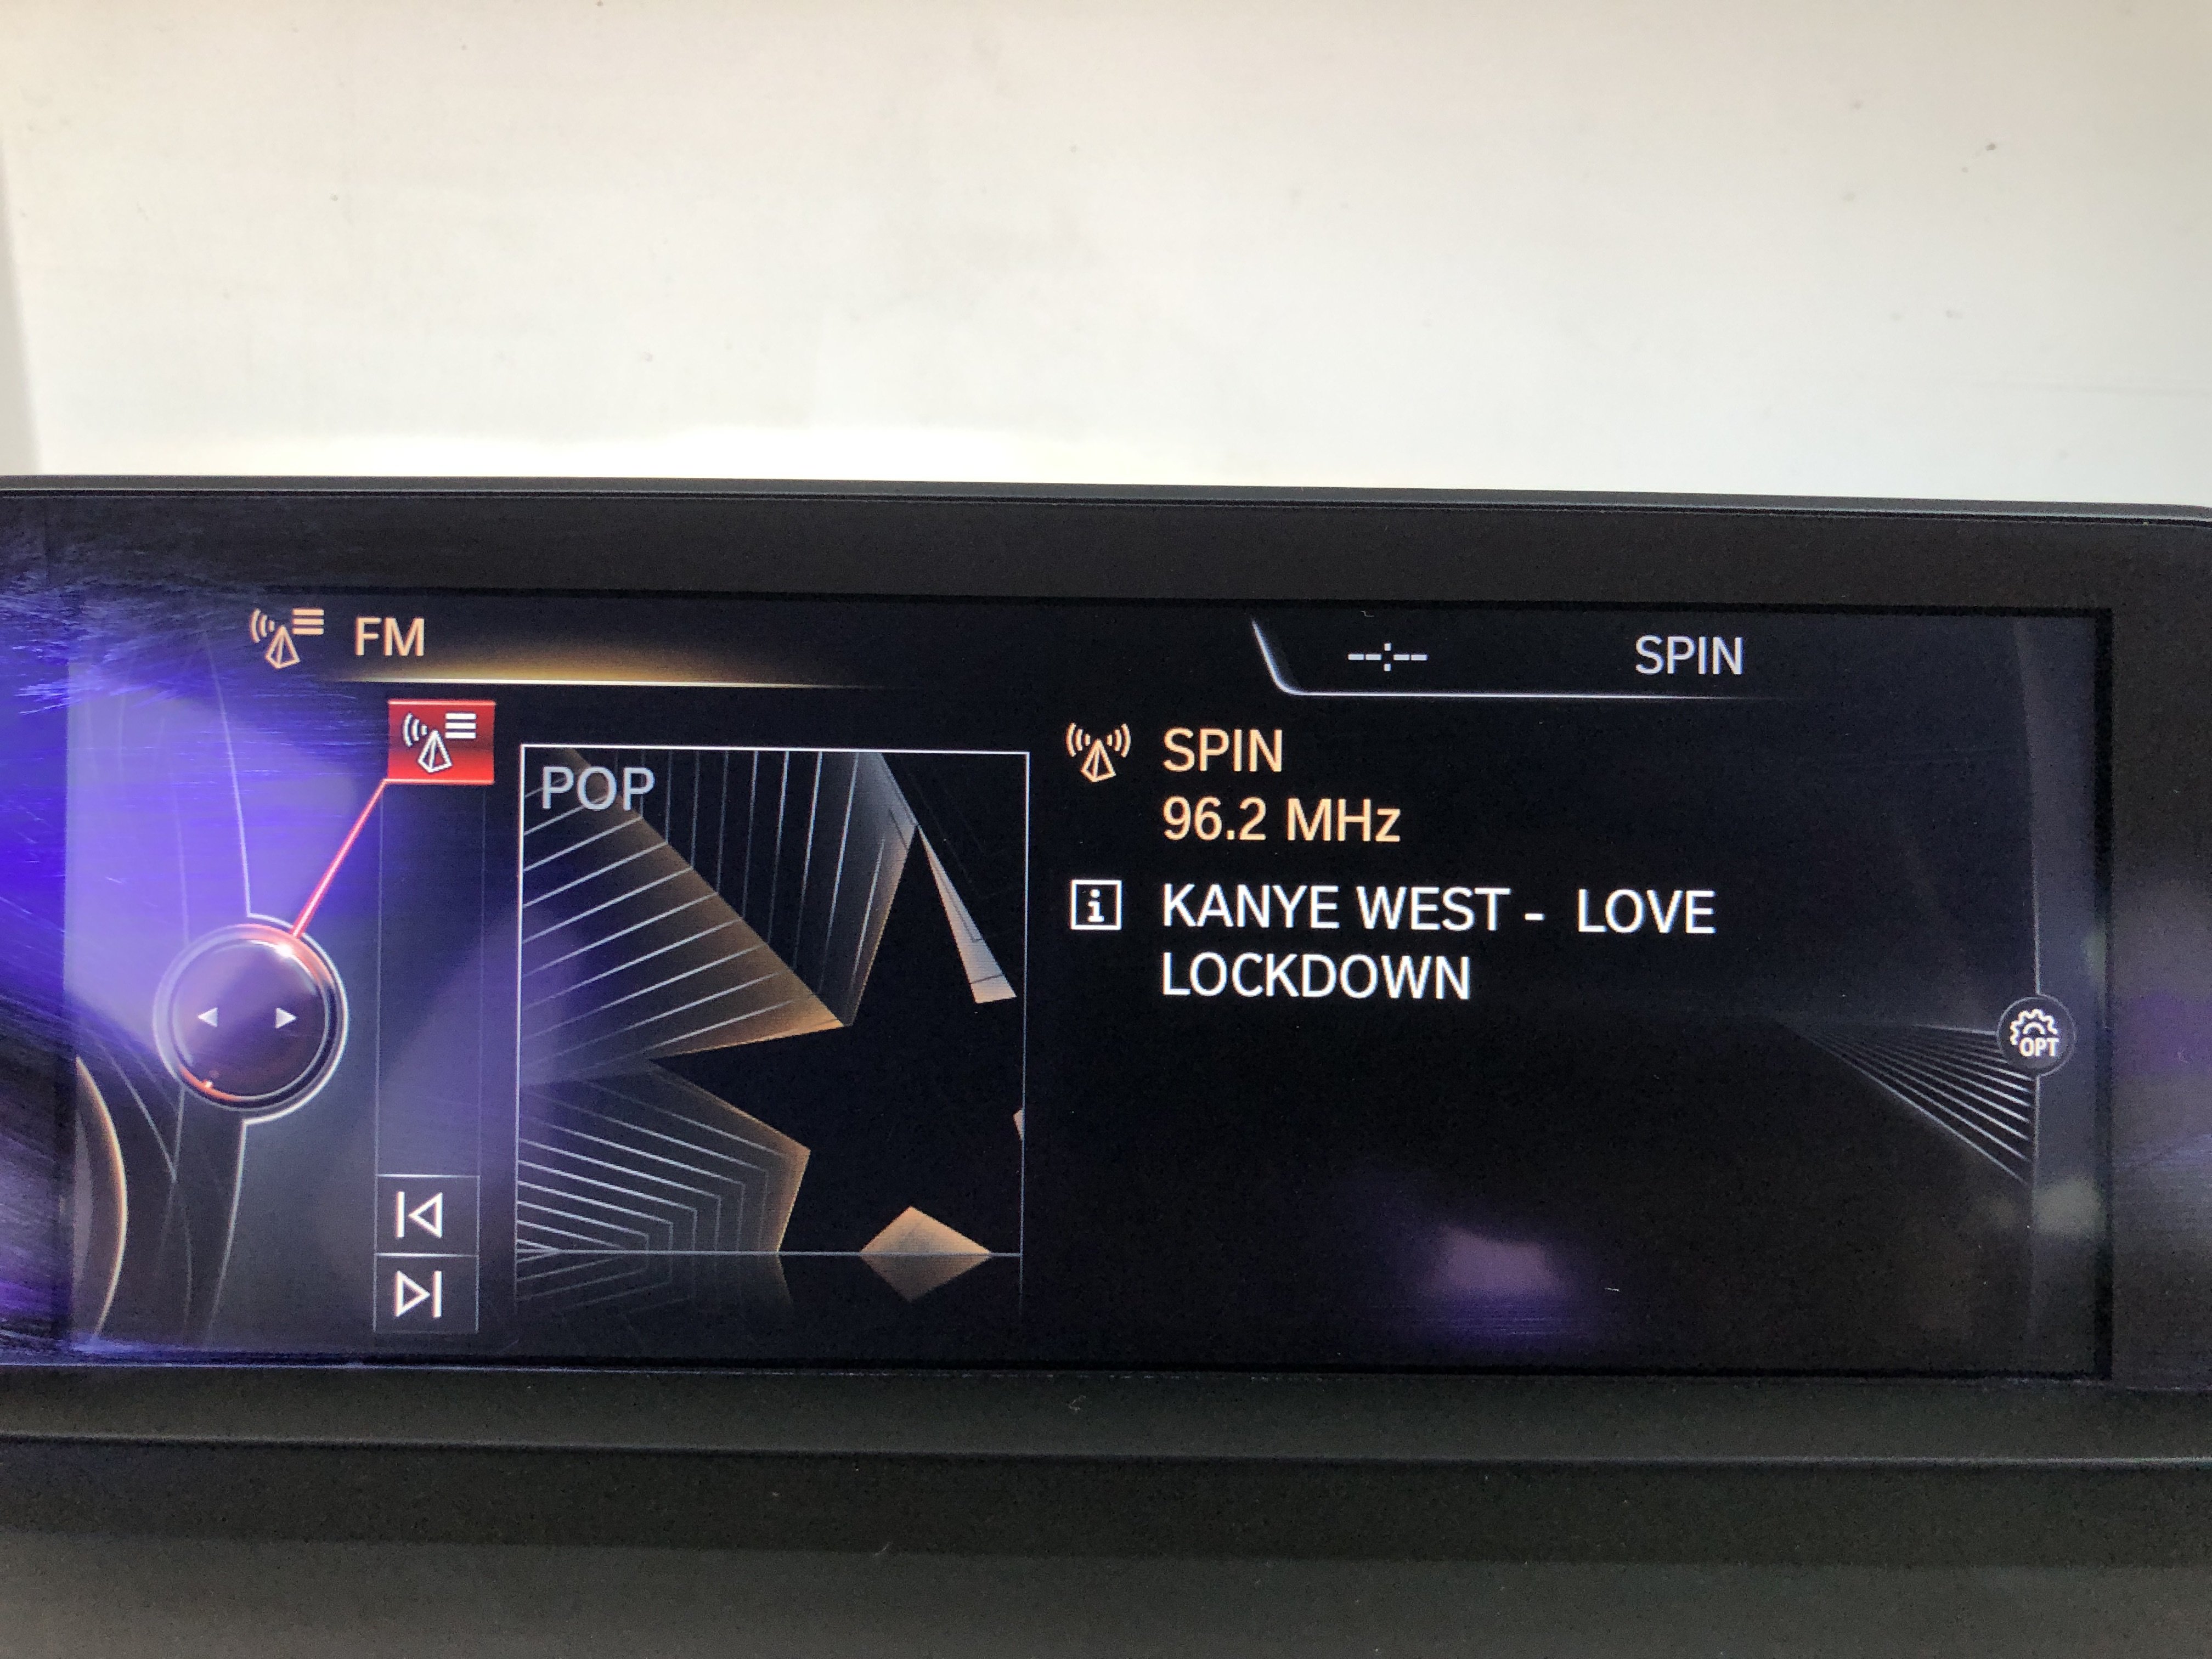 FM
--:-- SPIN
POP
SPIN
96.2 MHz
i KANYE WEST - LOVE
LOCKDOWN
OPT